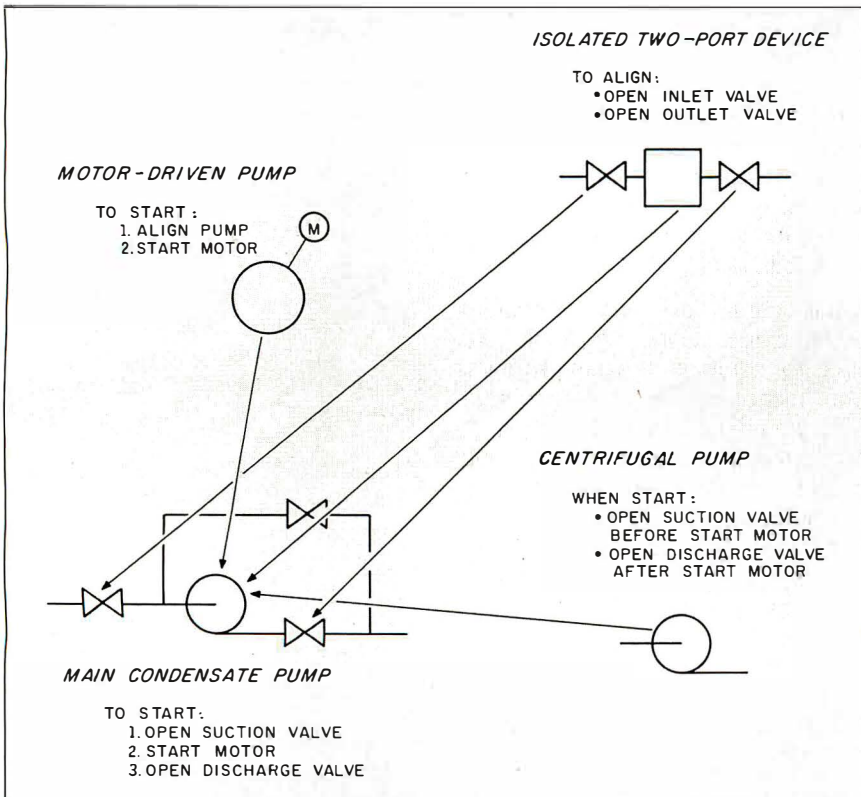 ISOLATED TWO-PORT DEVICE
TO ALIGN:
•OPEN INLET VALVE
•OPEN OUTLET VALVE
MOTOR-DRIVEN PUMP
TO START:
1. ALIGN PUMP
2. START MOTOR
M
CENTRIFUGAL PUMP
WHEN START:
• OPEN SUCTION VALVE
BEFORE START MOTOR
• OPEN DISCHARGE VALVE
AFTER START MOTOR
MAIN CONDENSATE PUMP
TO START:
1. OPEN SUCTION VALVE
2. START MOTOR
3. OPEN DISCHARGE VALVE